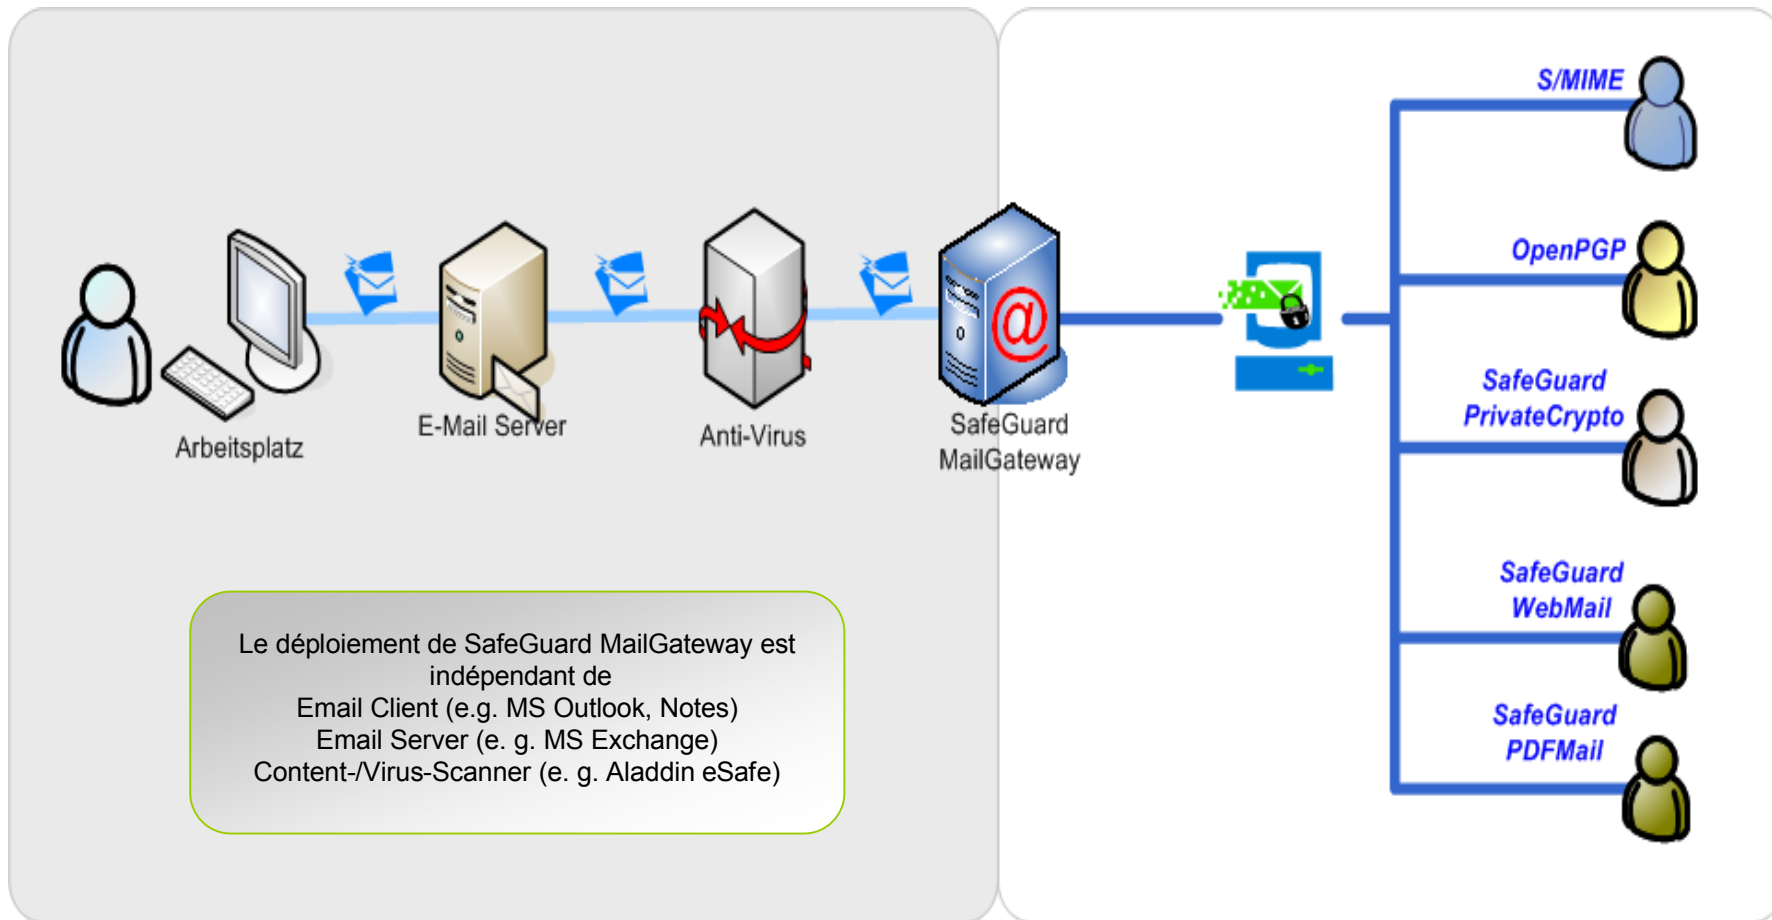 S/MIME
OpenPGP
SafeGuard
PrivateCrypto
SafeGuard
WebMail
SafeGuard
PDFMail
Arbeitsplatz
E-Mail Server
Anti-Virus
SafeGuard
MailGateway
@
Le déploiement de SafeGuard MailGateway est
indépendant de
Email Client (e.g. MS Outlook, Notes)
Email Server (e. g. MS Exchange)
Content-/Virus-Scanner (e. g. Aladdin eSafe)